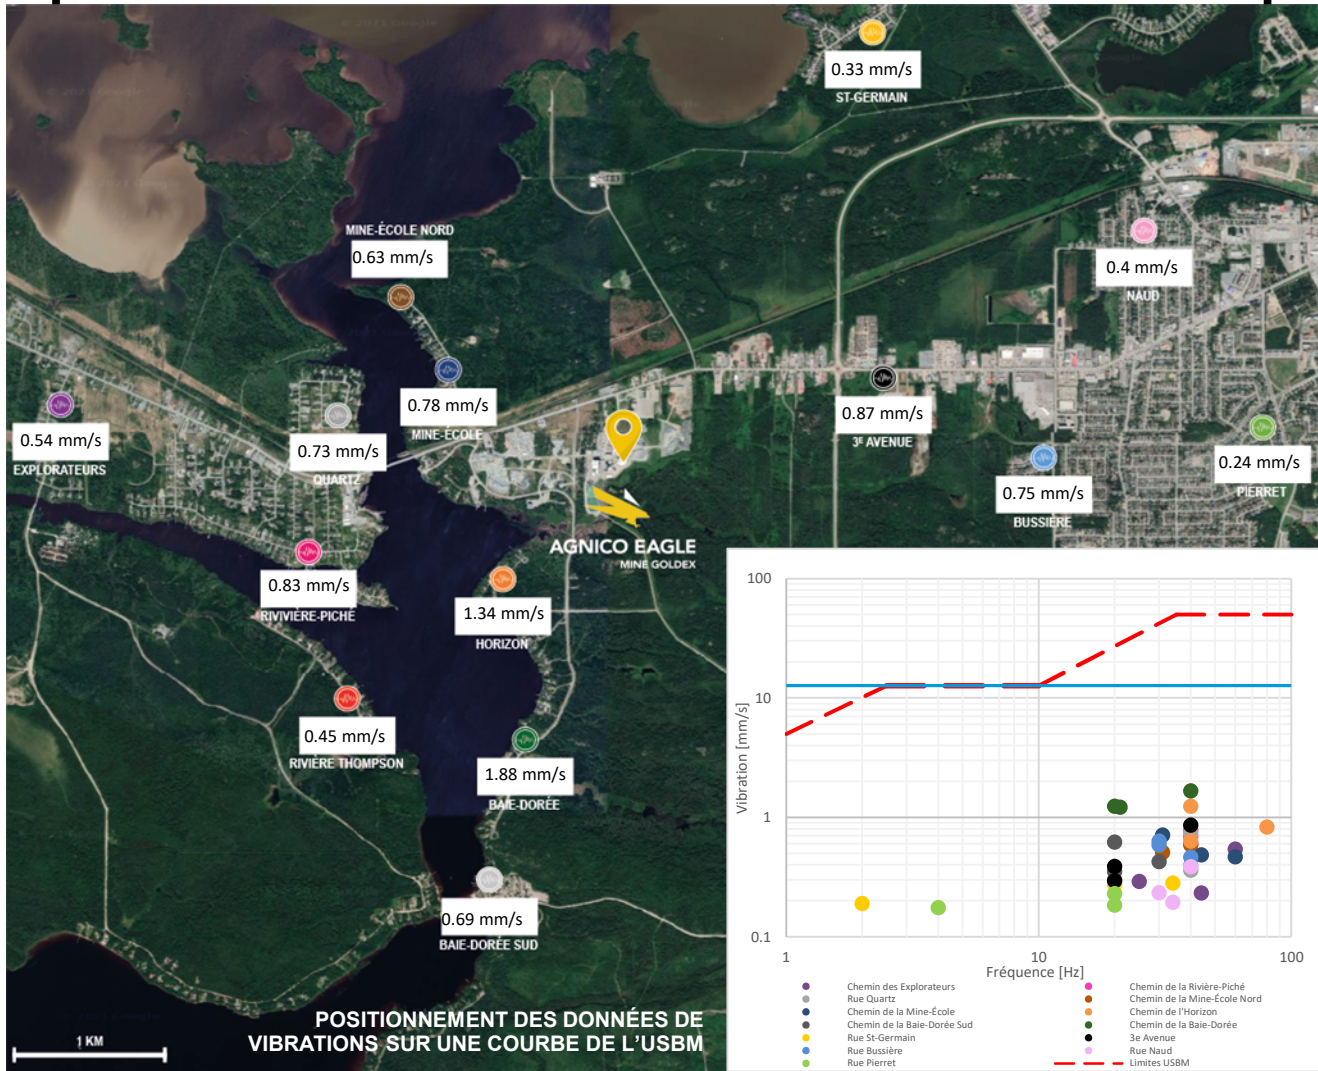 0.33 mm/s
ST-GERMAIN
MINE-ÉCOLE NORD
0.63 mm/s
0.4 mm/s
NAUD
0.78 mm/s
MINE-ÉCOLE
0.87 mm/s
3E AVENUE
0.54 mm/s
EXPLORATEURS
0.73 mm/s
QUARTZ
0.24 mm/s
PIERRET
0.75 mm/s
BUSSIÈRE
AGNICO EAGLE
MINE GOLDEX
0.83 mm/s
RIVIVIÈRE-PICHÉ
1.34 mm/s
HORIZON
0.45 mm/s
RIVIÈRE THOMPSON
1.88 mm/s
BAIE-DORÉE
0.69 mm/s
BAIE-DORÉE SUD
POSITIONNEMENT DES DONNÉES DE
VIBRATIONS SUR UNE COURBE DE L'USBM
1 KM
100
10
1
0.1
Vibration [mm/s]
1
10
100
Fréquence [Hz]
Chemin des Explorateurs
Chemin de la Rivière-Piché
Rue Quartz
Chemin de la Mine-École Nord
Chemin de la Mine-École
Chemin de l'Horizon
Chemin de la Baie-Dorée Sud
Chemin de la Baie-Dorée
Rue St-Germain
3e Avenue
Rue Bussière
Rue Naud
Rue Pierret
Limites USBM